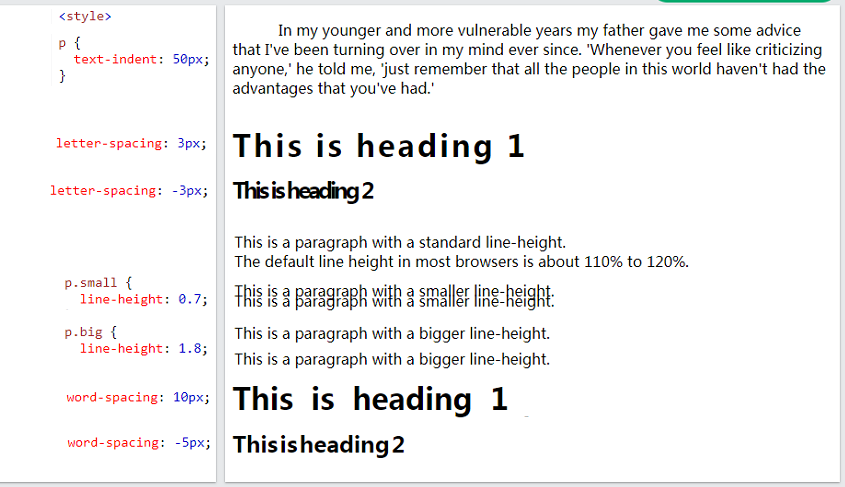 <style>
p {
text-indent: 50px;
}
In my younger and more vulnerable years my father gave me some advice
that I've been turning over in my mind ever since. 'Whenever you feel like criticizing
anyone,' he told me, 'just remember that all the people in this world haven't had the
advantages that you've had.'
letter-spacing: 3px;
This is heading 1
letter-spacing: -3px;
This is heading 2
This is a paragraph with a standard line-height.
The default line height in most browsers is about 110% to 120%.
p.small {
line-height: 0.7;
This is a paragraph with a smaller line-height.
This is a paragraph with a smaller line-height.
p.big {
line-height: 1.8;
This is a paragraph with a bigger line-height.
This is a paragraph with a bigger line-height.
word-spacing: 10px;
This is heading 1
word-spacing: -5px;
This is heading 2